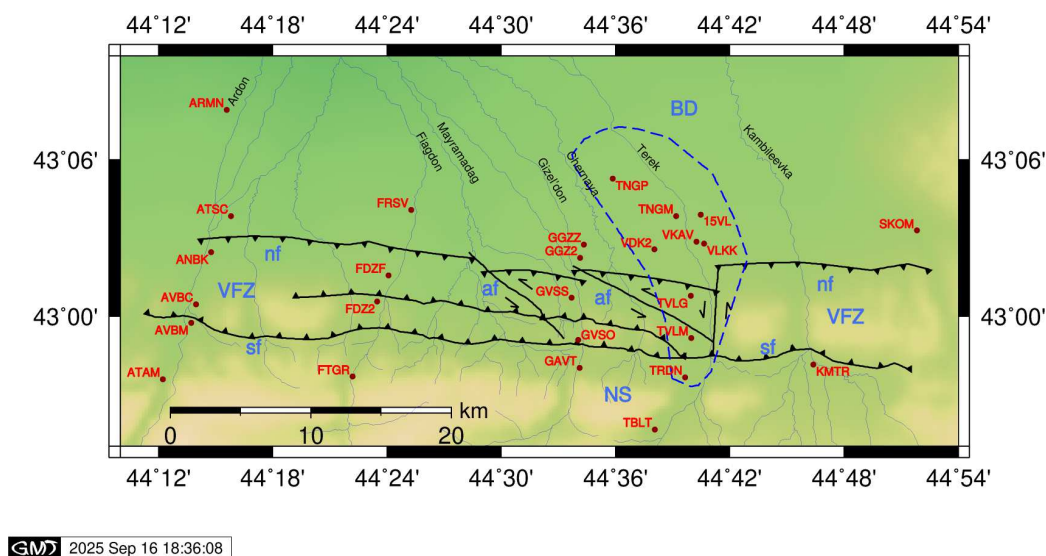 44°12' 44°18' 44°24' 44°30' 44°36' 44°42' 44°48' 44°54'
ARMN
Ardon
BD
Fiagdon
Mayramadag
Gizel'don
Chernaya
Terek
Kambileevka
43°06' 43°06'
TNGP
ATSC
FRSV
TNGM
15VL
SKOM
VKAV
GGZZ
VDK2
VLKK
ANBK
nf
GGZ2
FDZF
nf
VFZ
af
GVSS
af
AVBC
FDZ2
TVLG
VFZ
43°00' 43°00'
AVBM
TVLM
GVSO
sf
sf
ATAM
FTGR
GAVT
TRDN
KMTR
NS
km
TBLT
0 10 20
44°12' 44°18' 44°24' 44°30' 44°36' 44°42' 44°48' 44°54'
GMT 2025 Sep 16 18:36:08